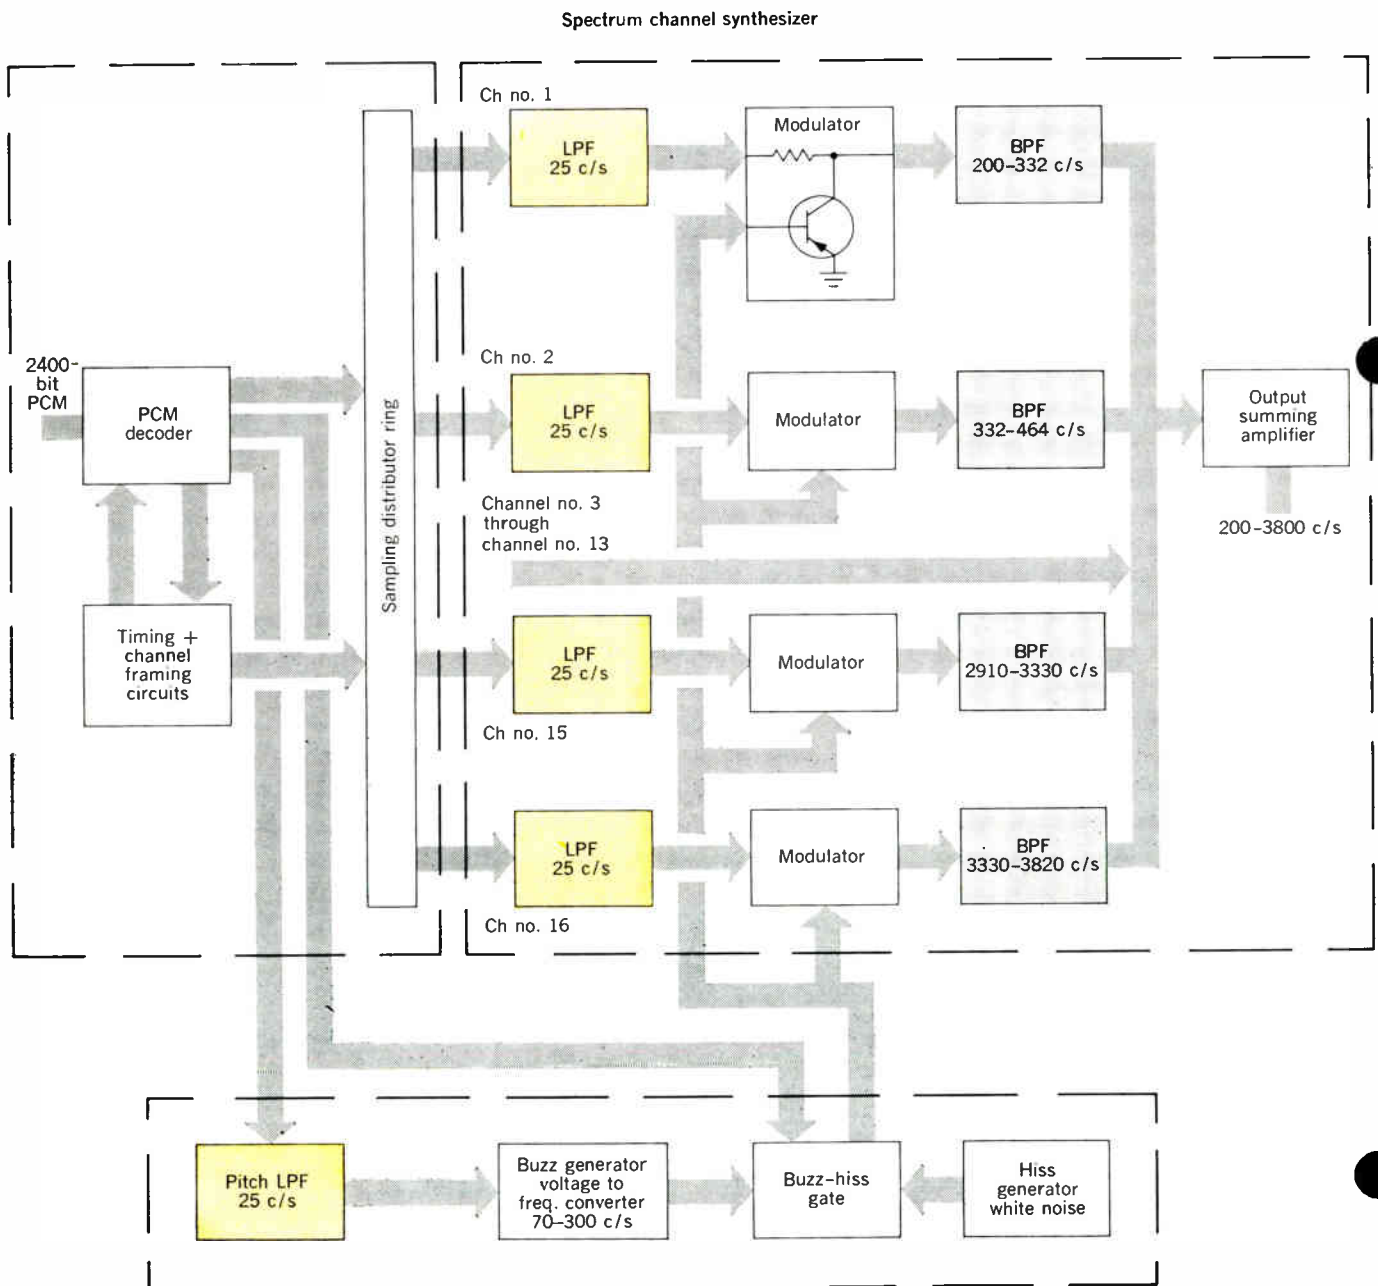 Spectrum channel synthesizer
Ch no. 1
LPF
25 c/s
Modulator
BPF
200–332 c/s
2400-
bit
PCM
PCM
decoder
Sampling distributor ring
Ch no. 2
LPF
25 c/s
Modulator
BPF
332–464 c/s
Output
summing
amplifier
200–3800 c/s
Channel no. 3
through
channel no. 13
Timing +
channel
framing
circuits
LPF
25 c/s
Modulator
BPF
2910–3330 c/s
Ch no. 15
LPF
25 c/s
Modulator
BPF
3330–3820 c/s
Ch no. 16
Pitch LPF
25 c/s
Buzz generator
voltage to
freq. converter
70–300 c/s
Buzz-hiss
gate
Hiss
generator
white noise